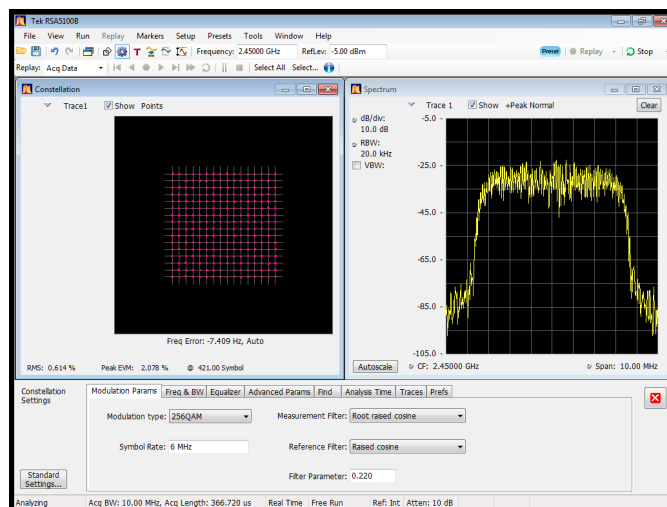 Tek RSA5100B
File View Run Replay Markers Setup Presets Tools Window Help
T Frequency: 2.45000 GHz RefLev: -5.00 dBm Preset Replay Stop
Replay: Acq Data Select All Select...
Constellation
Trace1 Show Points
Freq Error: -7.409 Hz, Auto
RMS: 0.614 % Peak EVM: 2.078 % @ 421.00 Symbol
Spectrum
Trace 1 Show +Peak Normal Clear
dB/div:
10.0 dB
RBW:
20.0 kHz
VBW:
-5.0
-25.0
-45.0
-65.0
-85.0
-105.0
Autoscale CF: 2.45000 GHz Span: 10.00 MHz
Constellation
Settings
Modulation Params Freq & BW Equalizer Advanced Params Find Analysis Time Traces Prefs
Modulation type: 256QAM Measurement Filter: Root raised cosine
Symbol Rate: 6 MHz Reference Filter: Raised cosine
Filter Parameter: 0.220
Standard
Settings...
Analyzing Acq BW: 10.00 MHz, Acq Length: 366.720 us Real Time Free Run Ref: Int Atten: 10 dB